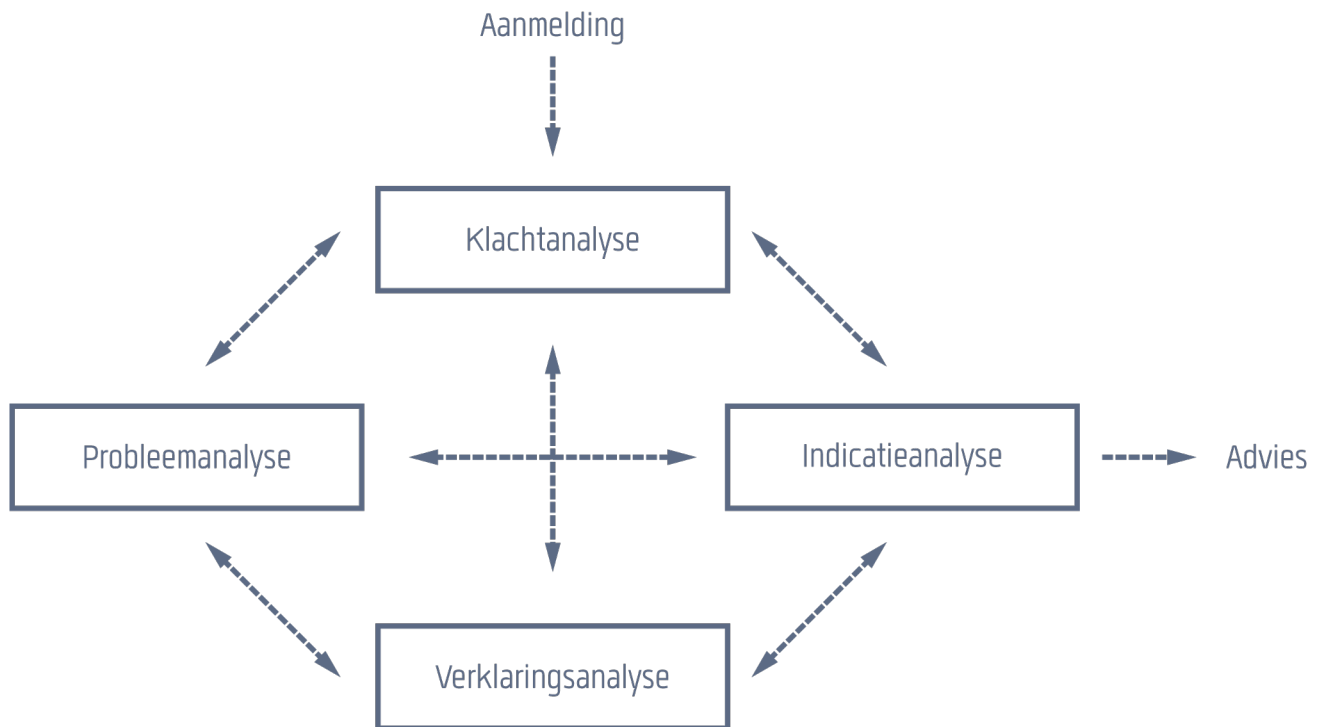 Aanmelding
Klachtanalyse
Probleemanalyse
Indicatieanalyse
Advies
Verklaringsanalyse